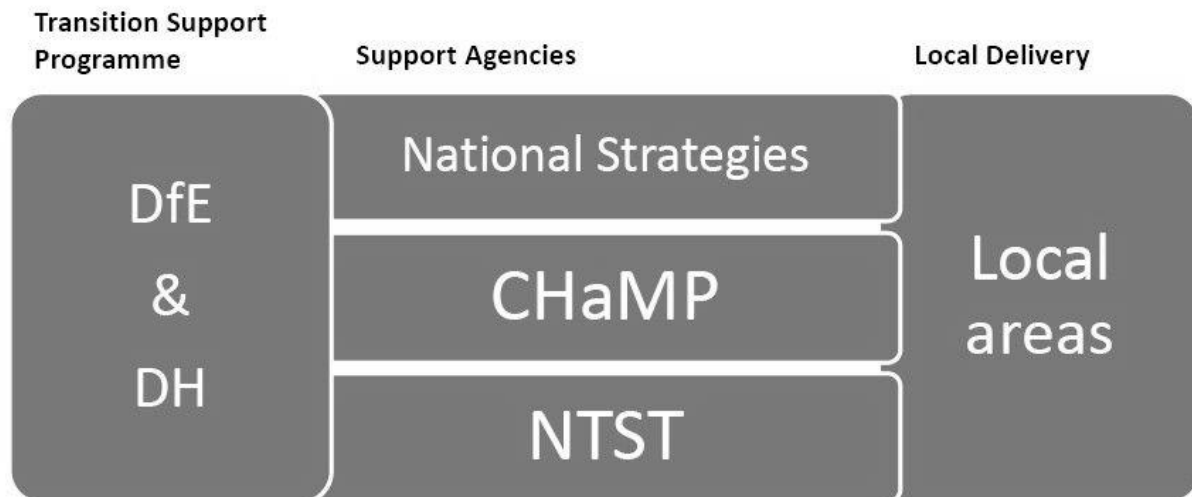 Transition Support
Programme
Support Agencies
Local Delivery
DfE
&
DH
National Strategies
CHaMP
NTST
Local
areas